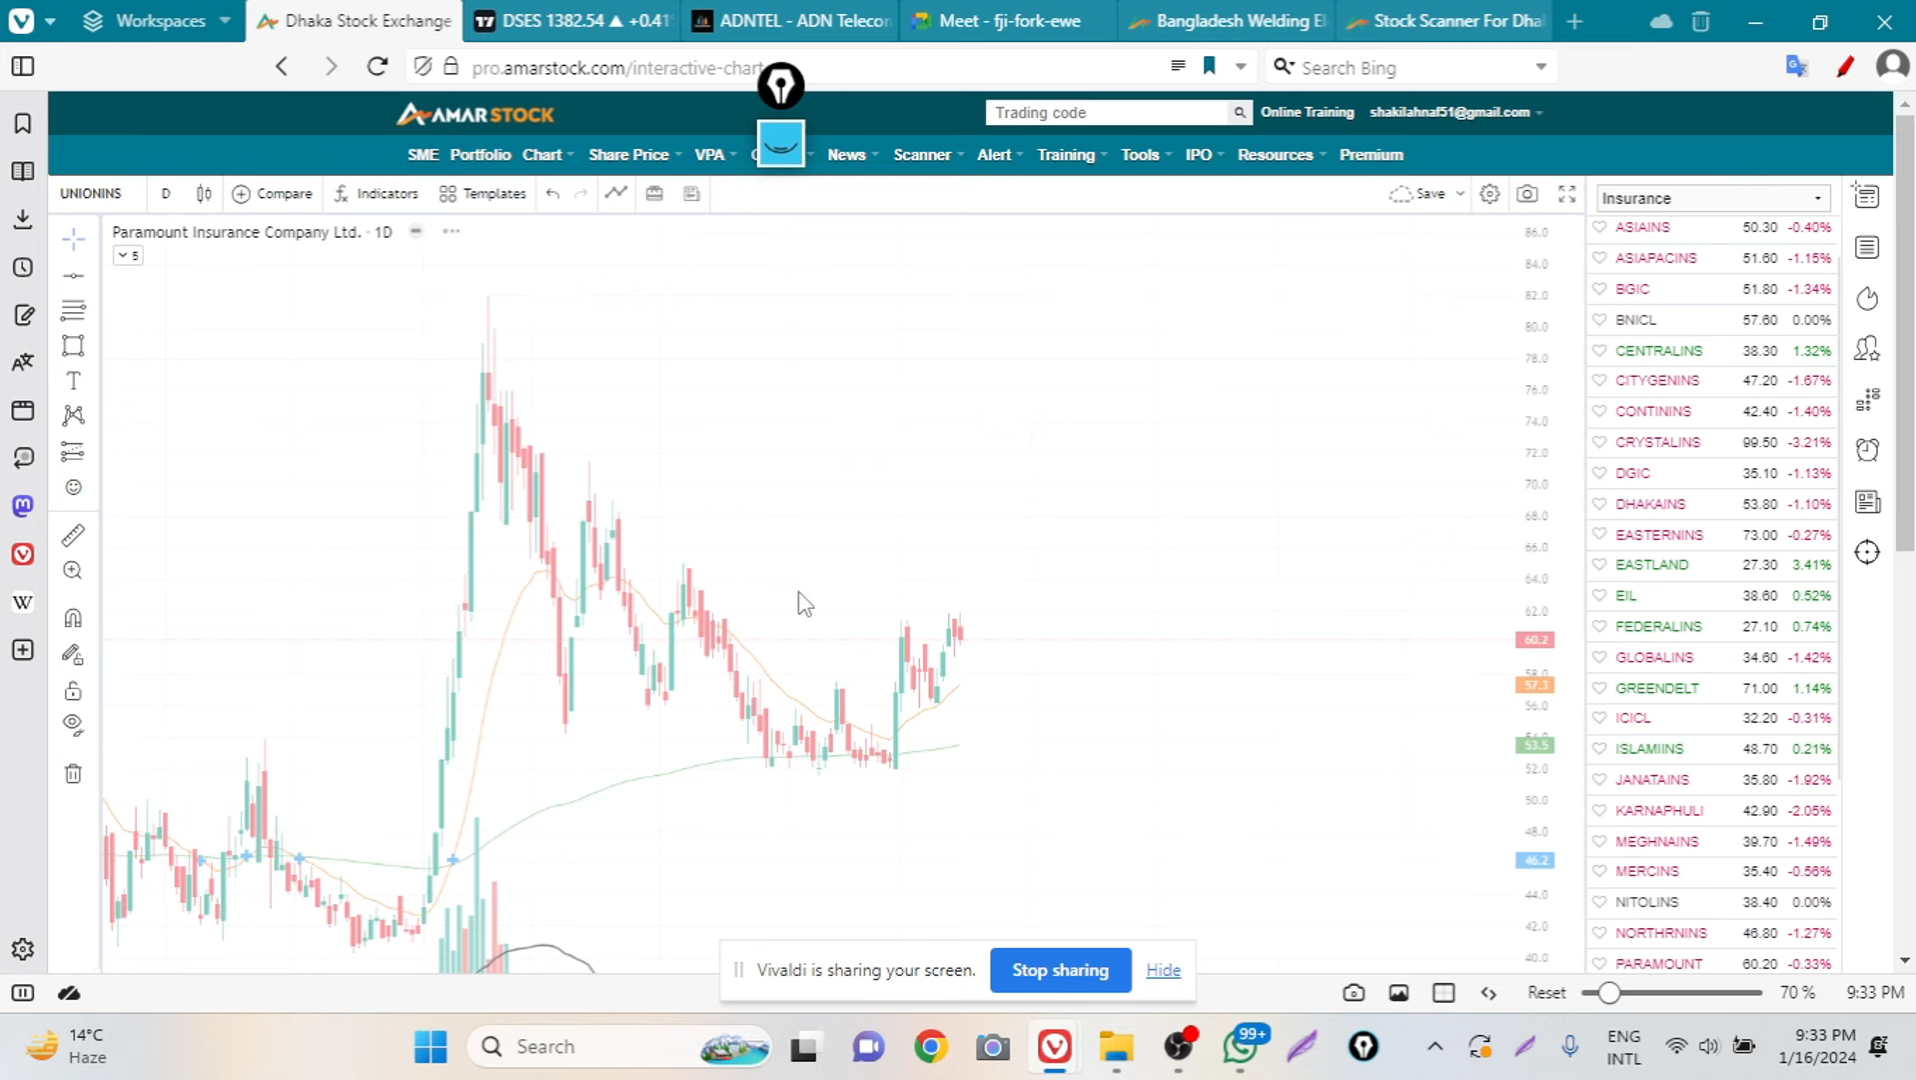 Workspaces
Dhaka Stock Exchange
DSES 1382.54 ▲ +0.41
ADNTEL - ADN Telecon
Meet - fji-fork-ewe
Bangladesh Welding El
Stock Scanner For Dha
pro.amarstock.com/interactive-chart
Search Bing
AMAR STOCK
Trading code
Online Training
shakilahnaf51@gmail.com
SME Portfolio Chart Share Price VPA News Scanner Alert Training Tools IPO Resources Premium
UNIONINS
D
Compare
Indicators
Templates
Save
Insurance
Paramount Insurance Company Ltd. · 1D
5
86.0
84.0
82.0
80.0
78.0
76.0
74.0
72.0
70.0
68.0
66.0
64.0
62.0
60.2
58.0
57.3
56.0
53.5
52.0
50.0
48.0
46.2
44.0
42.0
40.0
ASIAINS 50.30 -0.40%
ASIAPACINS 51.60 -1.15%
BGIC 51.80 -1.34%
BNICL 57.60 0.00%
CENTRALINS 38.30 1.32%
CITYGENINS 47.20 -1.67%
CONTININS 42.40 -1.40%
CRYSTALINS 99.50 -3.21%
DGIC 35.10 -1.13%
DHAKAINS 53.80 -1.10%
EASTERNINS 73.00 -0.27%
EASTLAND 27.30 3.41%
EIL 38.60 0.52%
FEDERALINS 27.10 0.74%
GLOBALINS 34.60 -1.42%
GREENDELT 71.00 1.14%
ICICL 32.20 -0.31%
ISLAMIINS 48.70 0.21%
JANATAINS 35.80 -1.92%
KARNAPHULI 42.90 -2.05%
MEGHNAINS 39.70 -1.49%
MERCINS 35.40 -0.56%
NITOLINS 38.40 0.00%
NORTHRNINS 46.80 -1.27%
PARAMOUNT 60.20 -0.33%
Vivaldi is sharing your screen.
Stop sharing
Hide
Reset
70 %
9:33 PM
14°C
Haze
Search
99+
ENG
INTL
9:33 PM
1/16/2024